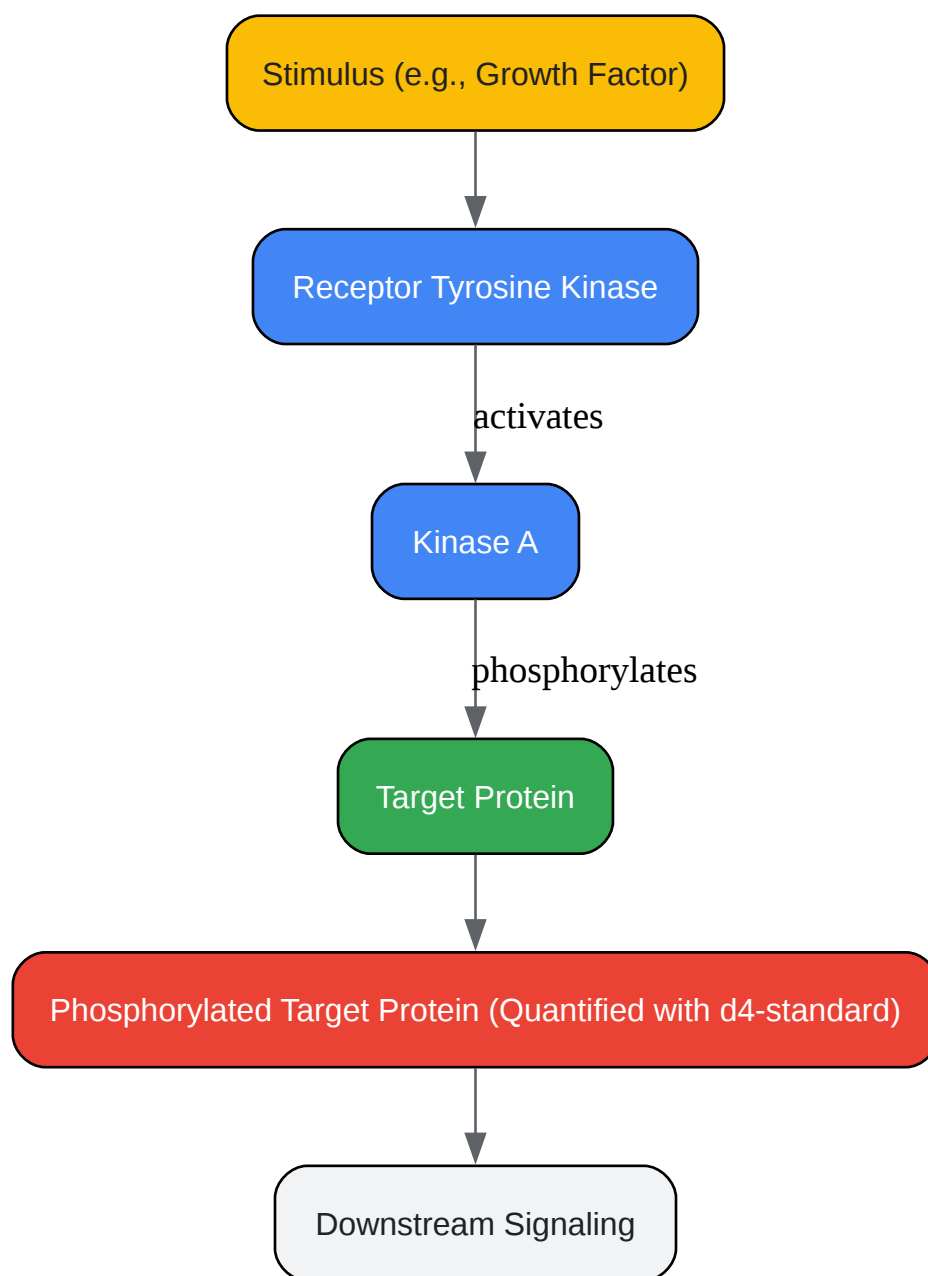 Stimulus (e.g., Growth Factor)
Receptor Tyrosine Kinase
activates
Kinase A
phosphorylates
Target Protein
Phosphorylated Target Protein (Quantified with d4-standard)
Downstream Signaling